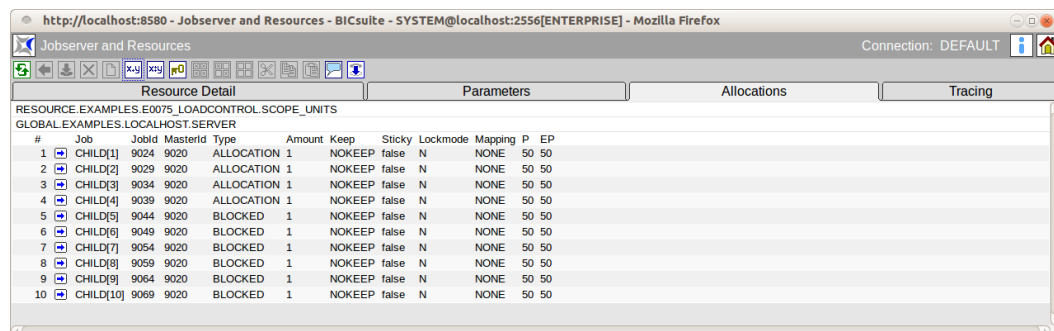 http://localhost:8580 - Jobserver and Resources - BICsuite - SYSTEM@localhost:2556[ENTERPRISE] - Mozilla Firefox
Jobserver and Resources Connection: DEFAULT
Resource Detail Parameters Allocations Tracing
RESOURCE.EXAMPLES.E0075_LOADCONTROL.SCOPE_UNITS
GLOBAL.EXAMPLES.LOCALHOST.SERVER
# Job JobId MasterId Type Amount Keep Sticky Lockmode Mapping P EP
1 CHILD[1] 9024 9020 ALLOCATION 1 NOKEEP false N NONE 50 50
2 CHILD[2] 9029 9020 ALLOCATION 1 NOKEEP false N NONE 50 50
3 CHILD[3] 9034 9020 ALLOCATION 1 NOKEEP false N NONE 50 50
4 CHILD[4] 9039 9020 ALLOCATION 1 NOKEEP false N NONE 50 50
5 CHILD[5] 9044 9020 BLOCKED 1 NOKEEP false N NONE 50 50
6 CHILD[6] 9049 9020 BLOCKED 1 NOKEEP false N NONE 50 50
7 CHILD[7] 9054 9020 BLOCKED 1 NOKEEP false N NONE 50 50
8 CHILD[8] 9059 9020 BLOCKED 1 NOKEEP false N NONE 50 50
9 CHILD[9] 9064 9020 BLOCKED 1 NOKEEP false N NONE 50 50
10 CHILD[10] 9069 9020 BLOCKED 1 NOKEEP false N NONE 50 50